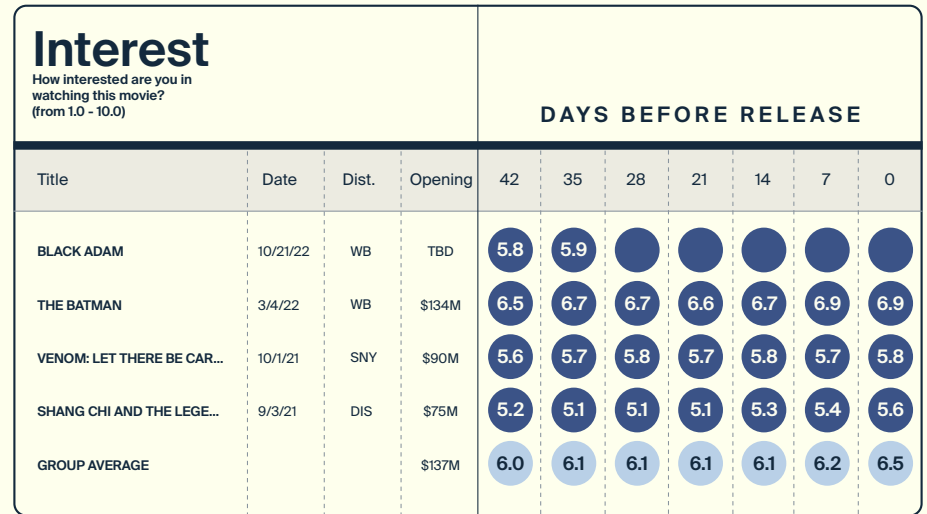 Interest
How interested are you in
watching this movie?
(from 1.0 - 10.0)
DAYS BEFORE RELEASE
Title Date Dist. Opening 42 35 28 21 14 7 0
BLACK ADAM 10/21/22 WB TBD 5.8 5.9
THE BATMAN 3/4/22 WB $134M 6.5 6.7 6.7 6.6 6.7 6.9 6.9
VENOM: LET THERE BE CAR... 10/1/21 SNY $90M 5.6 5.7 5.8 5.7 5.8 5.7 5.8
SHANG CHI AND THE LEGE... 9/3/21 DIS $75M 5.2 5.1 5.1 5.1 5.3 5.4 5.6
GROUP AVERAGE $137M 6.0 6.1 6.1 6.1 6.1 6.2 6.5